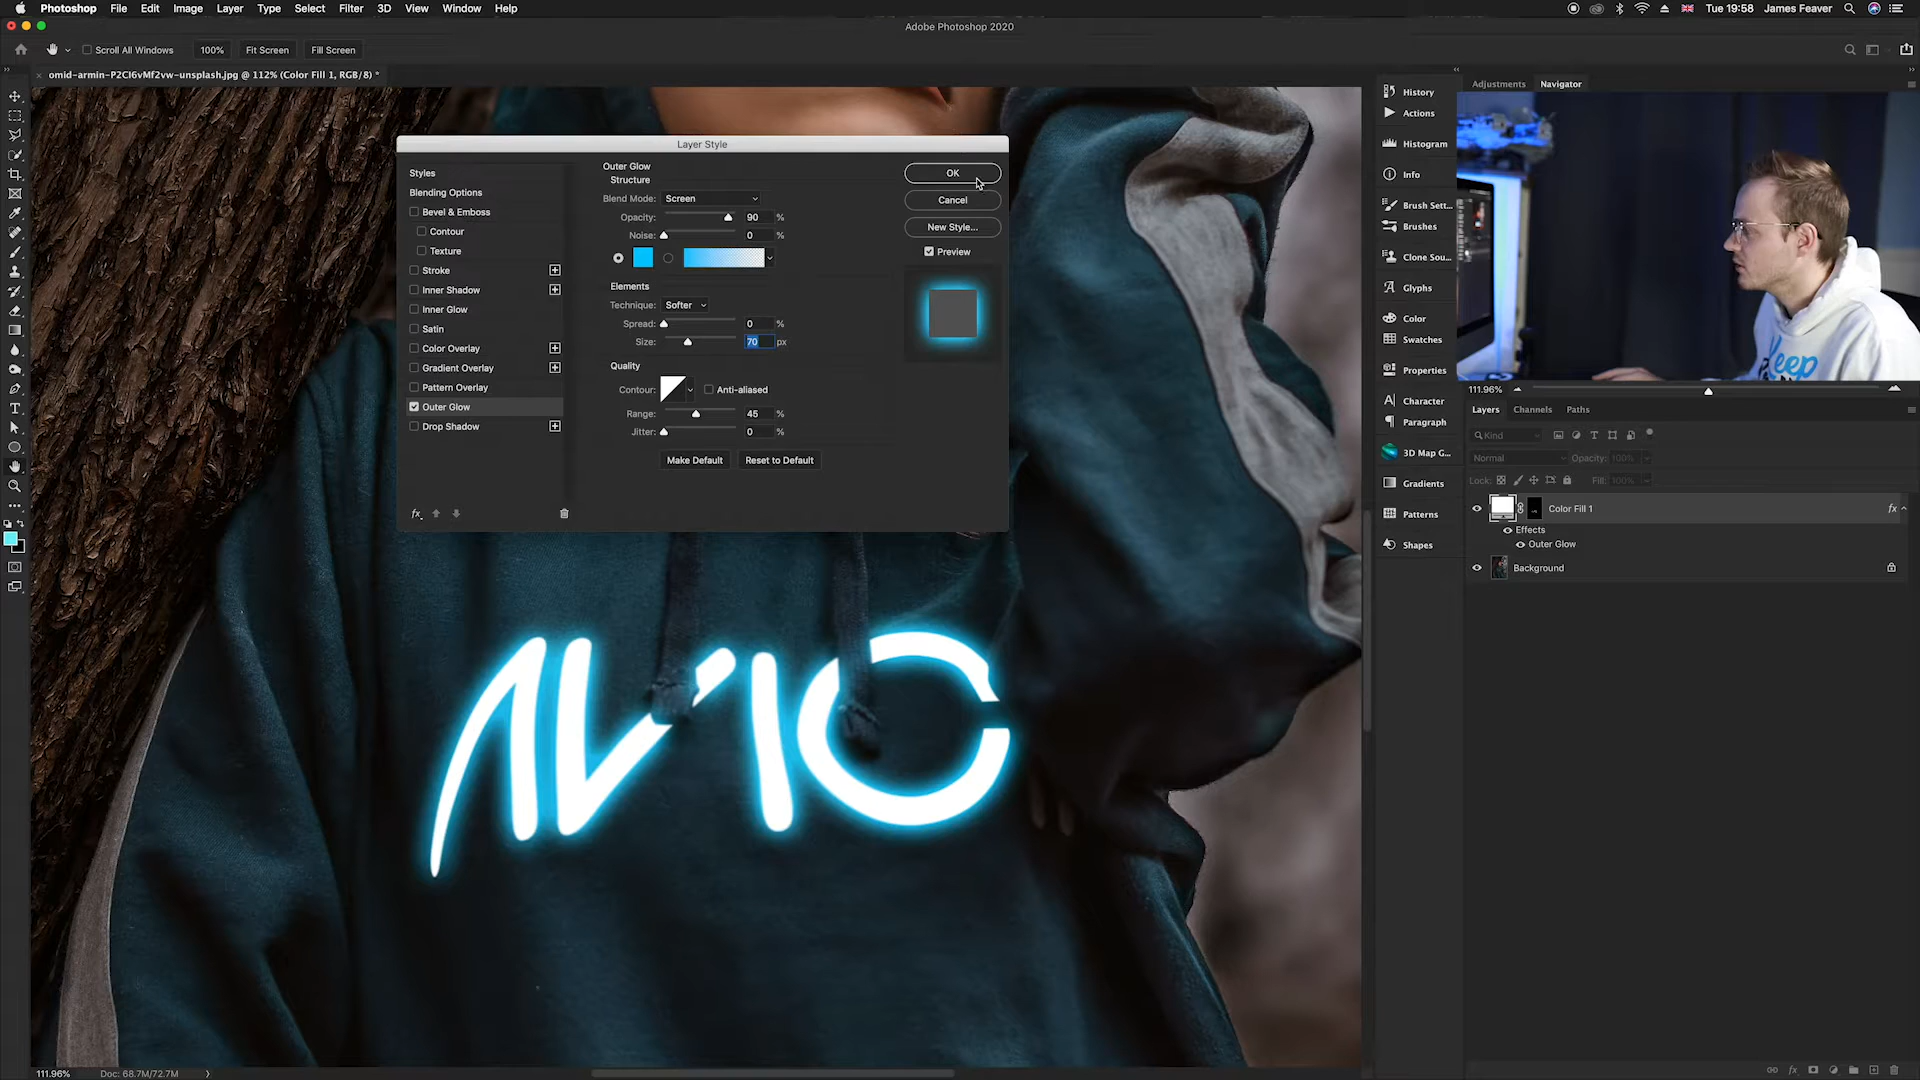 Photoshop File Edit Image Layer Type Select Filter 3D View Window Help Tue 19:58 James Feaver
Adobe Photoshop 2020
Scroll All Windows 100% Fit Screen Fill Screen
omid-armin-P2CI6vMf2vw-unsplash.jpg @ 112% (Color Fill 1, RGB/8) *
Layer Style
Styles
Blending Options
Bevel & Emboss
Contour
Texture
Stroke
Inner Shadow
Inner Glow
Satin
Color Overlay
Gradient Overlay
Pattern Overlay
Outer Glow
Drop Shadow
fx
Outer Glow
Structure
Blend Mode: Screen
Opacity: 90 %
Noise: 0 %
Elements
Technique: Softer
Spread: 0 %
Size: 70 px
Quality
Contour: Anti-aliased
Range: 45 %
Jitter: 0 %
Make Default Reset to Default
OK
Cancel
New Style...
Preview
History
Actions
Histogram
Info
Brush Sett...
Brushes
Clone Sou...
Glyphs
Color
Swatches
Properties
Character
Paragraph
3D Map G...
Gradients
Patterns
Shapes
Adjustments Navigator
Keep
111.96%
Layers Channels Paths
Kind
Normal Opacity: 100%
Lock: Fill: 100%
Color Fill 1 fx
Effects
Outer Glow
Background
111.96% Doc: 68.7M/72.7M